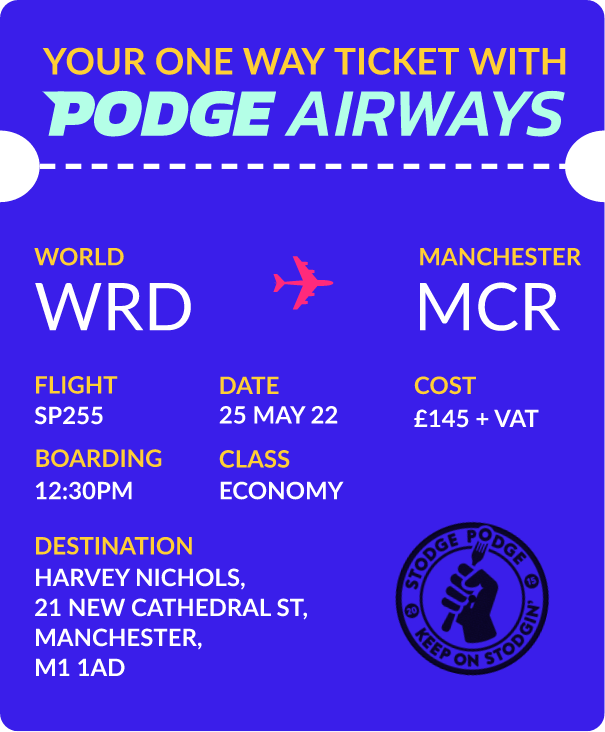 YOUR ONE WAY TICKET WITH
PODGE AIRWAYS
WORLD
WRD
MANCHESTER
MCR
FLIGHT
SP255
DATE
25 MAY 22
COST
£145 + VAT
BOARDING
12:30PM
CLASS
ECONOMY
DESTINATION
HARVEY NICHOLS,
21 NEW CATHEDRAL ST,
MANCHESTER,
M1 1AD
STODGE PODGE
20
KEEP ON STODGIN'